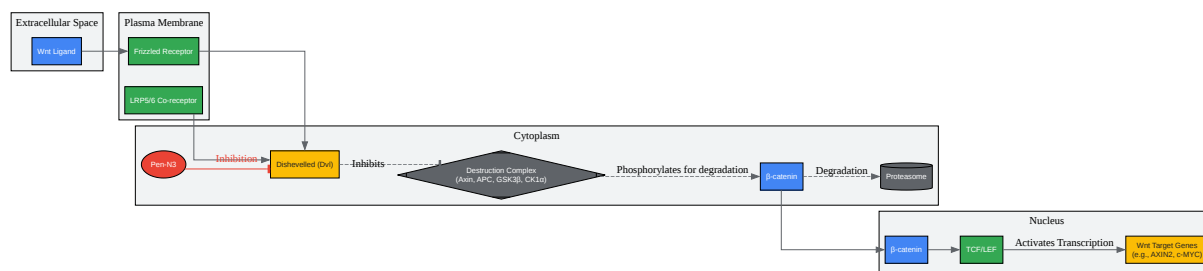 Extracellular Space
Plasma Membrane
Wnt Ligand
Frizzled Receptor
LRP5/6 Co-receptor
Cytoplasm
Pen-N3
Inhibition
Dishevelled (Dvl)
Inhibits
Destruction Complex
(Axin, APC, GSK3β, CK1α)
Phosphorylates for degradation
β-catenin
Degradation
Proteasome
Nucleus
β-catenin
TCF/LEF
Activates Transcription
Wnt Target Genes
(e.g., AXIN2, c-MYC)